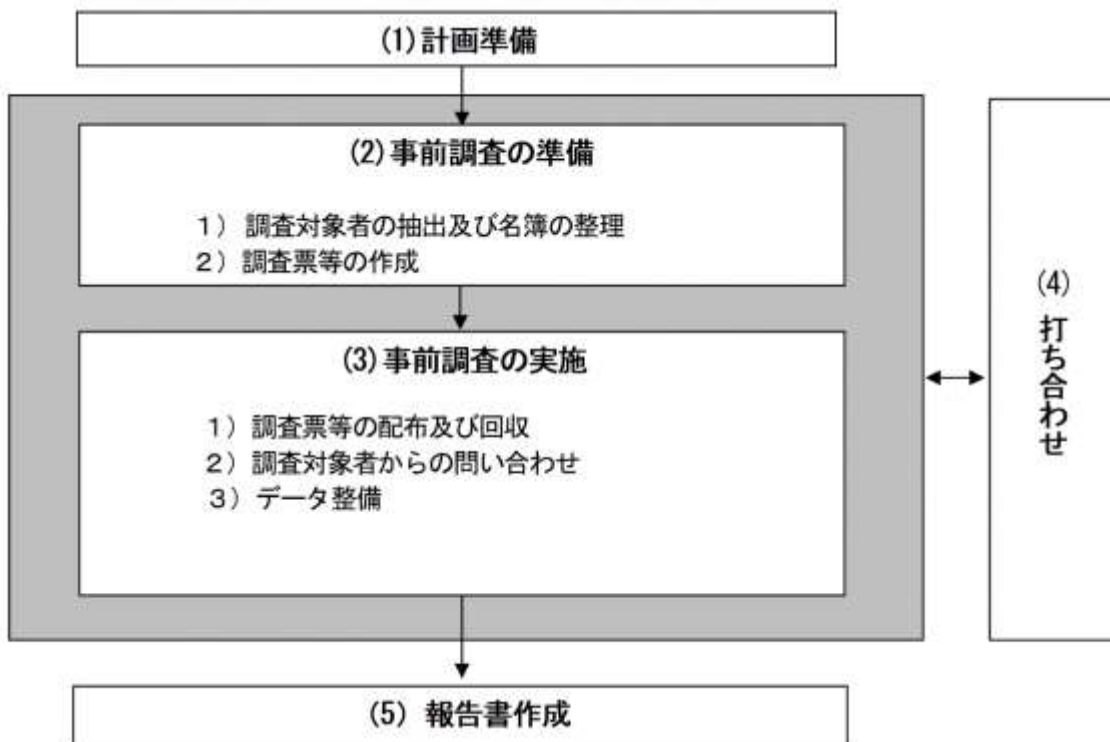 (1)計画準備
(2)事前調査の準備
1）調査対象者の抽出及び名簿の整理
2）調査票等の作成
(3)事前調査の実施
1）調査票等の配布及び回収
2）調査対象者からの問い合わせ
3）データ整備
(4)打ち合わせ
(5) 報告書作成